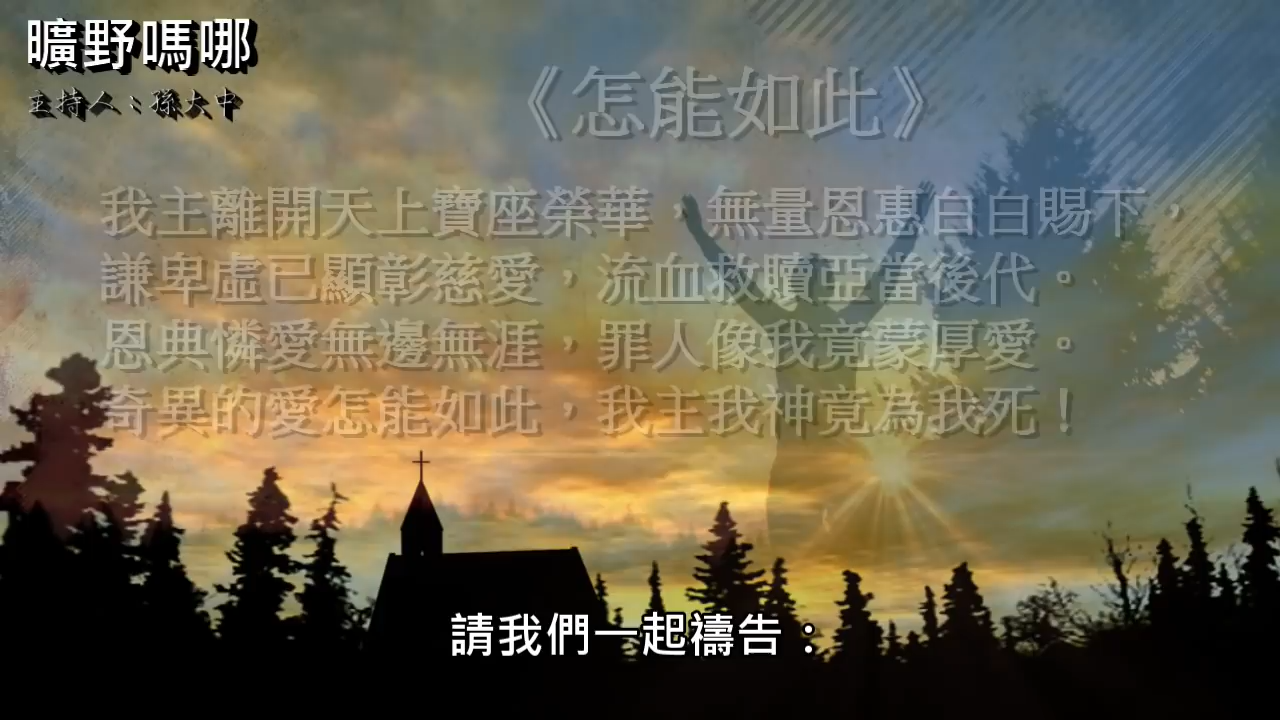 曠野嗎哪
主持人：孫大中
《怎能如此》
我主離開天上寶座榮華，無量恩惠白白賜下，
謙卑虛已顯彰慈愛，流血救贖亞當後代。
恩典憐愛無邊無涯，罪人像我竟蒙厚愛。
奇異的愛怎能如此，我主我神竟為我死！
請我們一起禱告：